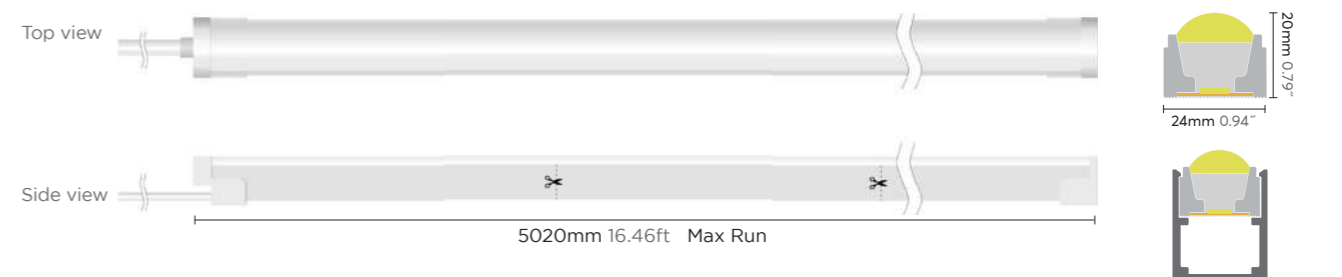 Top view
20mm 0.79″
24mm 0.94″
Side view
5020mm 16.46ft Max Run